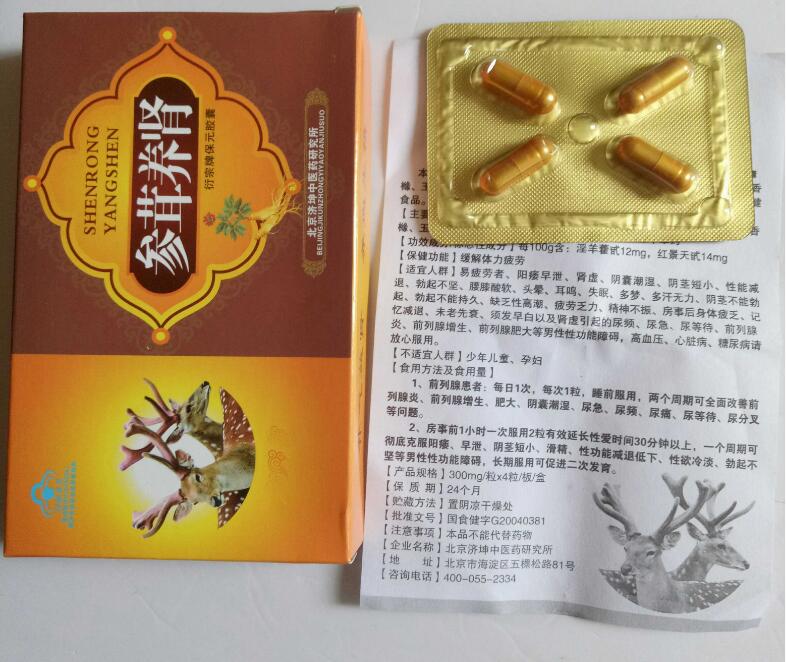 SHENRONG
YANGSHEN
参茸养肾
衍宗牌保元胶囊
北京济坤中医药研究所
BEIJINGJIKUNZHONGYIYAOYANJIUSUO
本
橼、玉
食品。
【主要
橼、玉
【功效成分 每100g含：淫羊藿甙12mg，红景天甙14mg
【保健功能】缓解体力疲劳
【适宜人群】易疲劳者、阳痿早泄、肾虚、阴囊潮湿、阴茎短小、性能减
退、勃起不坚、腰膝酸软、头晕、耳鸣、失眠、多梦、多汗无力、阴茎不能勃
起、勃起不能持久、缺乏性高潮、疲劳乏力、精神不振、房事后身体疲乏、记
忆减退、未老先衰、须发早白以及肾虚引起的尿频、尿急、尿等待、前列腺
炎、前列腺增生、前列腺肥大等男性性功能障碍，高血压、心脏病、糖尿病请
放心服用。
【不适宜人群】少年儿童、孕妇
【食用方法及食用量】
1、前列腺患者：每日1次，每次1粒，睡前服用，两个周期可全面改善前
列腺炎、前列腺增生、肥大、阴囊潮湿、尿急、尿频、尿痛、尿等待、尿分叉
等问题。
2、房事前1小时一次服用2粒有效延长性爱时间30分钟以上，一个周期可
彻底克服阳痿、早泄、阴茎短小、滑精、性功能减退低下、性欲冷淡、勃起不
坚等男性性功能障碍，长期服用可促进二次发育。
【产品规格】300mg/粒x4粒/板/盒
【保 质 期】24个月
【贮藏方法】置阴凉干燥处
【批准文号】国食健字G20040381
【注意事项】本品不能代替药物
【企业名称】北京济坤中医药研究所
【地 址】北京市海淀区五棵松路81号
【咨询电话】400-055-2334